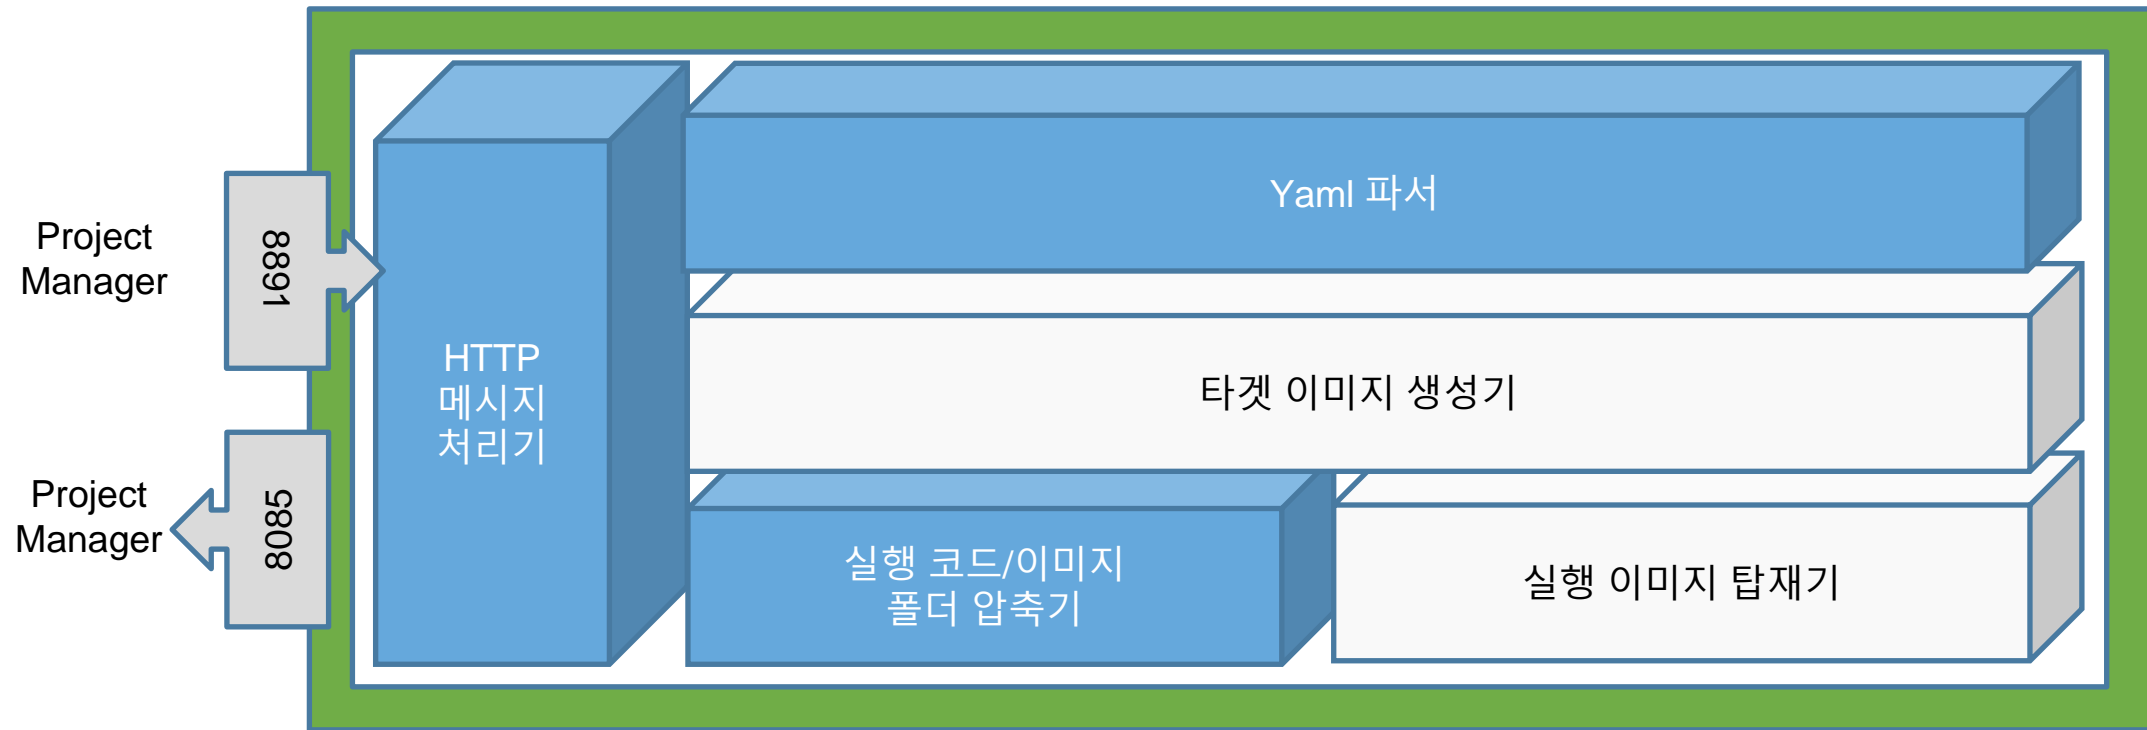 Project
Manager
8891
Project
Manager
8085
HTTP
메시지
처리기
Yaml 파서
타겟 이미지 생성기
실행 코드/이미지
폴더 압축기
실행 이미지 탑재기